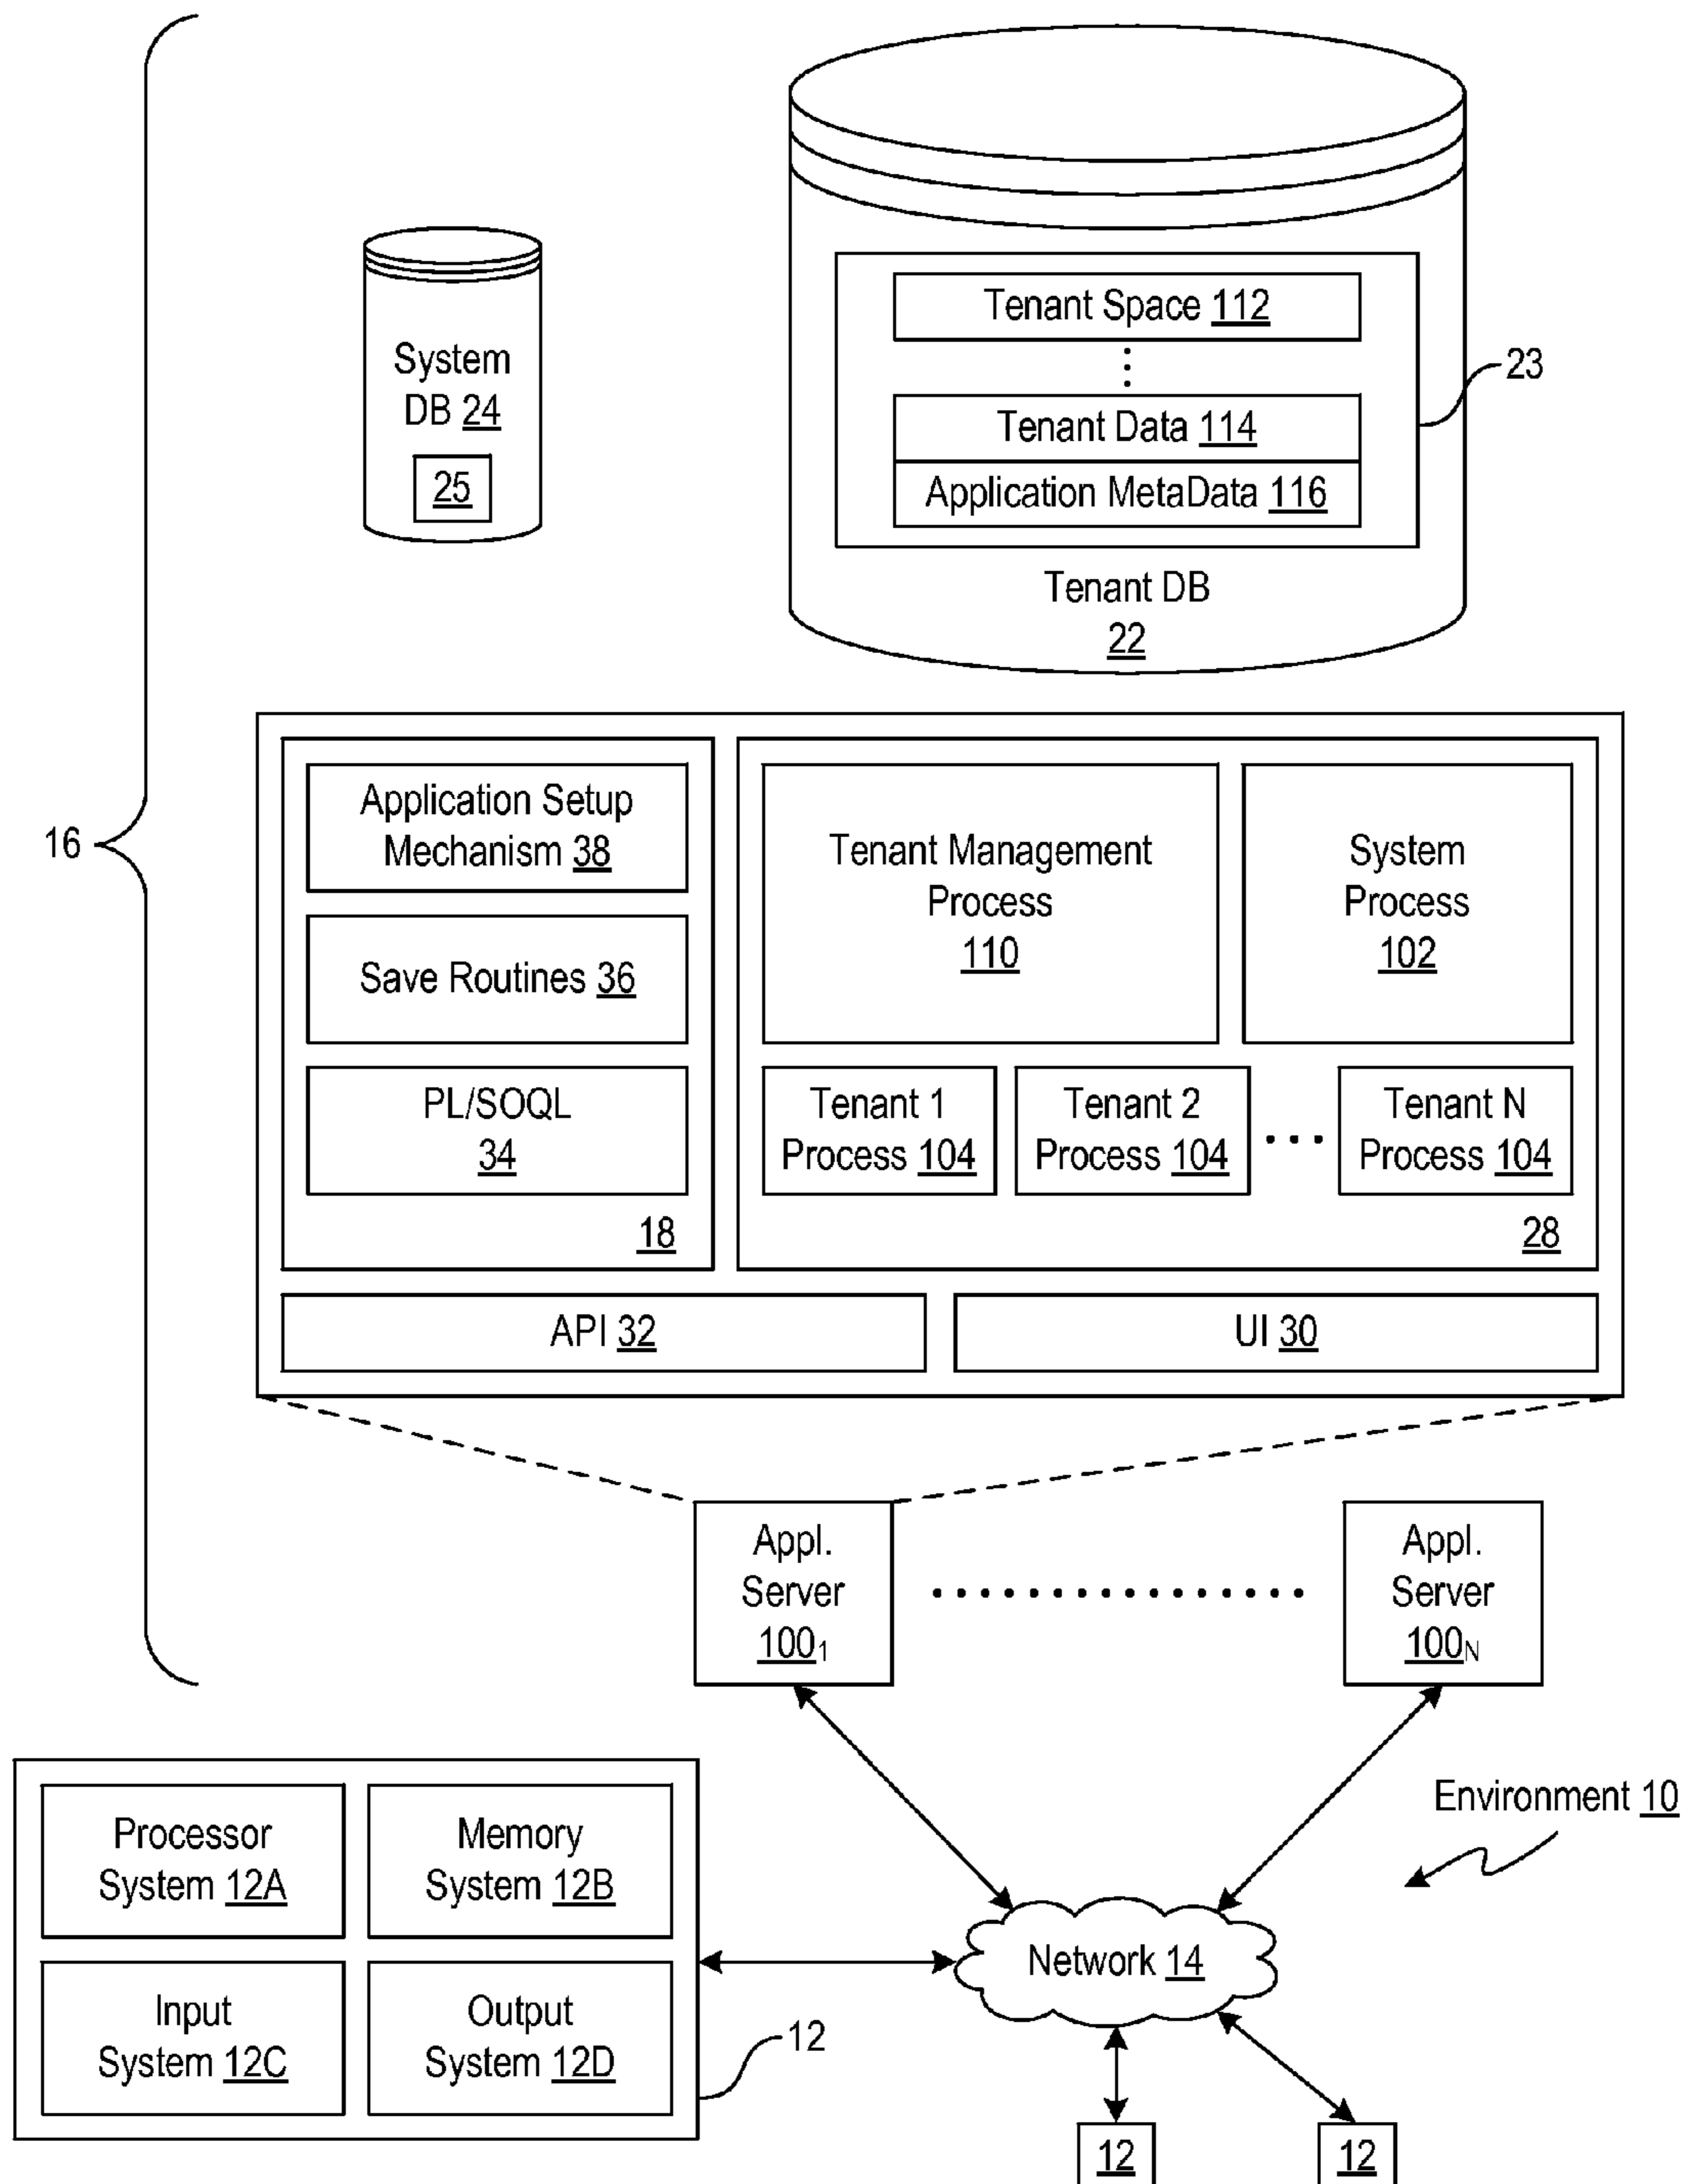 System
DB 24
25
Tenant Space 112
Tenant Data 114
Application MetaData 116
23
Tenant DB
22
16
Application Setup
Mechanism 38
Save Routines 36
PL/SOQL
34
18
Tenant Management
Process
110
System
Process
102
Tenant 1
Process 104
Tenant 2
Process 104
...
Tenant N
Process 104
28
API 32
UI 30
Appl.
Server
100₁
Appl.
Server
100N
Environment 10
Processor
System 12A
Memory
System 12B
Input
System 12C
Output
System 12D
12
Network 14
12
12